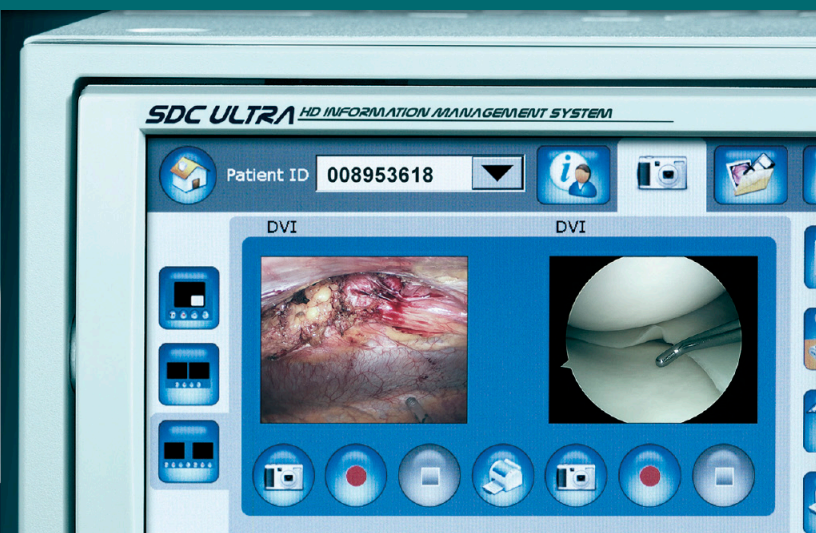 SDC ULTRA HD INFORMATION MANAGEMENT SYSTEM
Patient ID 008953618
DVI DVI